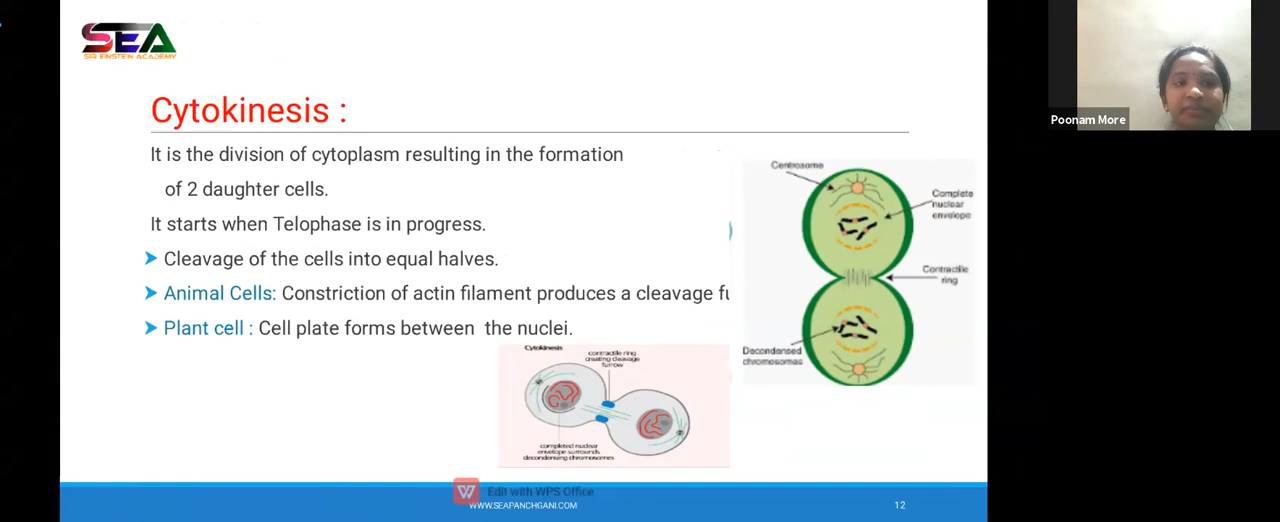 SEA
SIR EINSTEIN ACADEMY
Poonam More
Cytokinesis :
It is the division of cytoplasm resulting in the formation
of 2 daughter cells.
It starts when Telophase is in progress.
Cleavage of the cells into equal halves.
Animal Cells: Constriction of actin filament produces a cleavage fu
Plant cell : Cell plate forms between the nuclei.
Centrosome
Complete
nuclear
envelope
Contractile
ring
Decondensed
chromosomes
Cytokinesis
contractile ring
creating cleavage
furrow
completed nuclear
envelope surrounds
decondensing chromosomes
Edit with WPS Office
WWW.SEAPANCHGANI.COM
12